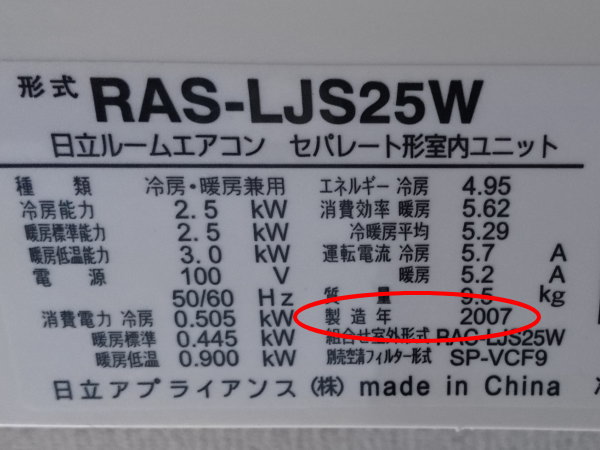 形式 RAS-LJS25W
日立ルームエアコン セパレート形室内ユニット
種類 冷房・暖房兼用
冷房能力 2.5 kW
暖房標準能力 2.5 kW
暖房低温能力 3.0 kW
電源 100 V
50/60 Hz
消費電力 冷房 0.505 kW
暖房標準 0.445 kW
暖房低温 0.900 kW
エネルギー 冷房 4.95
消費効率 暖房 5.62
冷暖房平均 5.29
運転電流 冷房 5.7 A
暖房 5.2 A
質量 9.5 kg
製造年 2007
組合せ室外形式 RAC-LJS25W
別売空清フィルター形式 SP-VCF9
日立アプライアンス(株) made in China